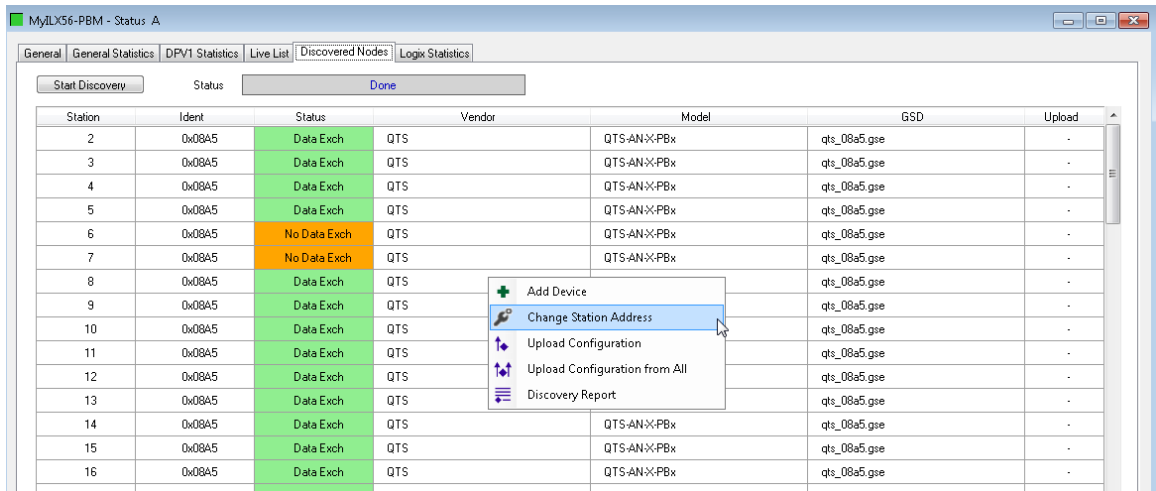 MyILX56-PBM - Status A
General General Statistics DPV1 Statistics Live List Discovered Nodes Logix Statistics
Start Discovery Status Done
Station Ident Status Vendor Model GSD Upload
2 0x08A5 Data Exch QTS QTS-AN-X-PBx qts_08a5.gse -
3 0x08A5 Data Exch QTS QTS-AN-X-PBx qts_08a5.gse -
4 0x08A5 Data Exch QTS QTS-AN-X-PBx qts_08a5.gse -
5 0x08A5 Data Exch QTS QTS-AN-X-PBx qts_08a5.gse -
6 0x08A5 No Data Exch QTS QTS-AN-X-PBx qts_08a5.gse -
7 0x08A5 No Data Exch QTS QTS-AN-X-PBx qts_08a5.gse -
8 0x08A5 Data Exch QTS qts_08a5.gse -
Add Device
9 0x08A5 Data Exch QTS qts_08a5.gse -
Change Station Address
10 0x08A5 Data Exch QTS qts_08a5.gse -
Upload Configuration
11 0x08A5 Data Exch QTS qts_08a5.gse -
Upload Configuration from All
12 0x08A5 Data Exch QTS qts_08a5.gse -
Discovery Report
13 0x08A5 Data Exch QTS qts_08a5.gse -
14 0x08A5 Data Exch QTS QTS-AN-X-PBx qts_08a5.gse -
15 0x08A5 Data Exch QTS QTS-AN-X-PBx qts_08a5.gse -
16 0x08A5 Data Exch QTS QTS-AN-X-PBx qts_08a5.gse -